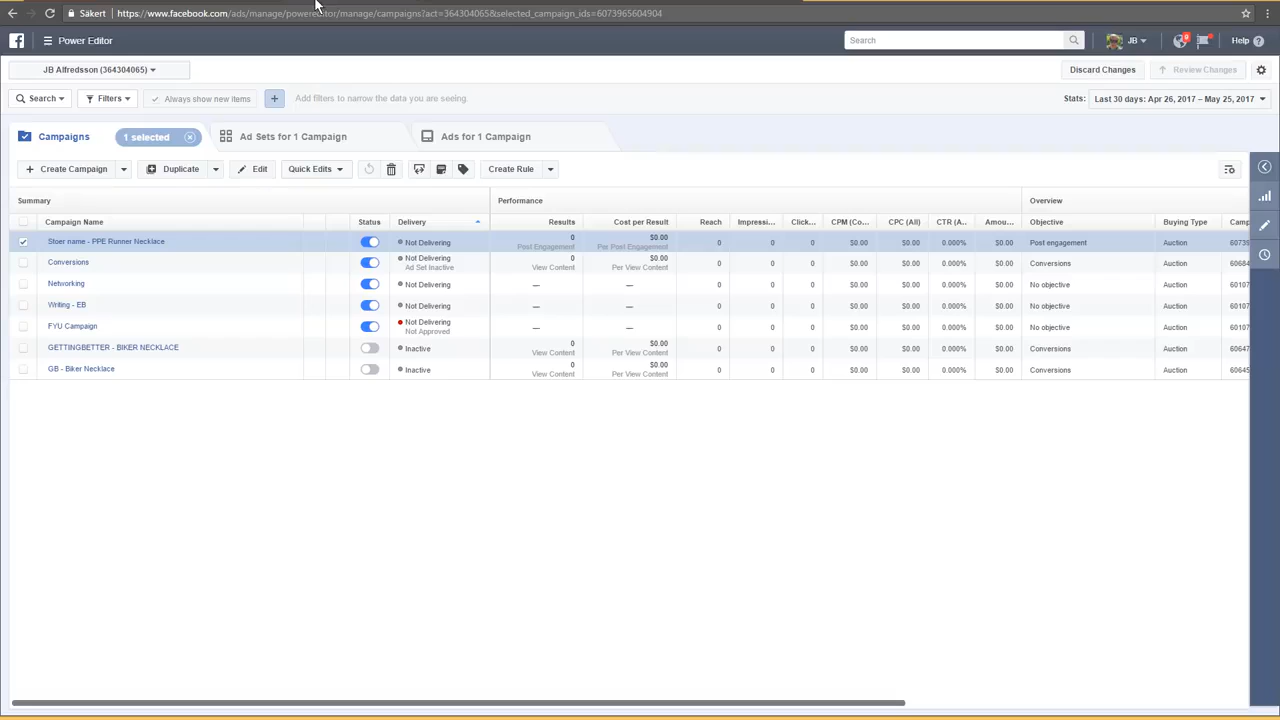 Säkert https://www.facebook.com/ads/manage/powereditor/manage/campaigns?act=364304065&selected_campaign_ids=6073965604904
Power Editor Search JB 8 Help
JB Alfredsson (364304065) Discard Changes Review Changes
Search Filters Always show new items + Add filters to narrow the data you are seeing. Stats: Last 30 days: Apr 26, 2017 – May 25, 2017
Campaigns 1 selected Ad Sets for 1 Campaign Ads for 1 Campaign
+ Create Campaign Duplicate Edit Quick Edits Create Rule
Summary Performance Overview
Campaign Name Status Delivery Results Cost per Result Reach Impressi... Click... CPM (Co... CPC (All) CTR (A... Amou... Objective Buying Type Camp
Stoer name - PPE Runner Necklace Not Delivering 0 $0.00 0 0 0 $0.00 $0.00 0.000% $0.00 Post engagement Auction 60739
Post Engagement Per Post Engagement
Conversions Not Delivering 0 $0.00 0 0 0 $0.00 $0.00 0.000% $0.00 Conversions Auction 60684
Ad Set Inactive View Content Per View Content
Networking Not Delivering — — 0 0 0 $0.00 $0.00 0.000% $0.00 No objective Auction 60107
Writing - EB Not Delivering — — 0 0 0 $0.00 $0.00 0.000% $0.00 No objective Auction 60107
FYU Campaign Not Delivering — — 0 0 0 $0.00 $0.00 0.000% $0.00 No objective Auction 60107
Not Approved
GETTINGBETTER - BIKER NECKLACE Inactive 0 $0.00 0 0 0 $0.00 $0.00 0.000% $0.00 Conversions Auction 60647
View Content Per View Content
GB - Biker Necklace Inactive 0 $0.00 0 0 0 $0.00 $0.00 0.000% $0.00 Conversions Auction 60645
View Content Per View Content